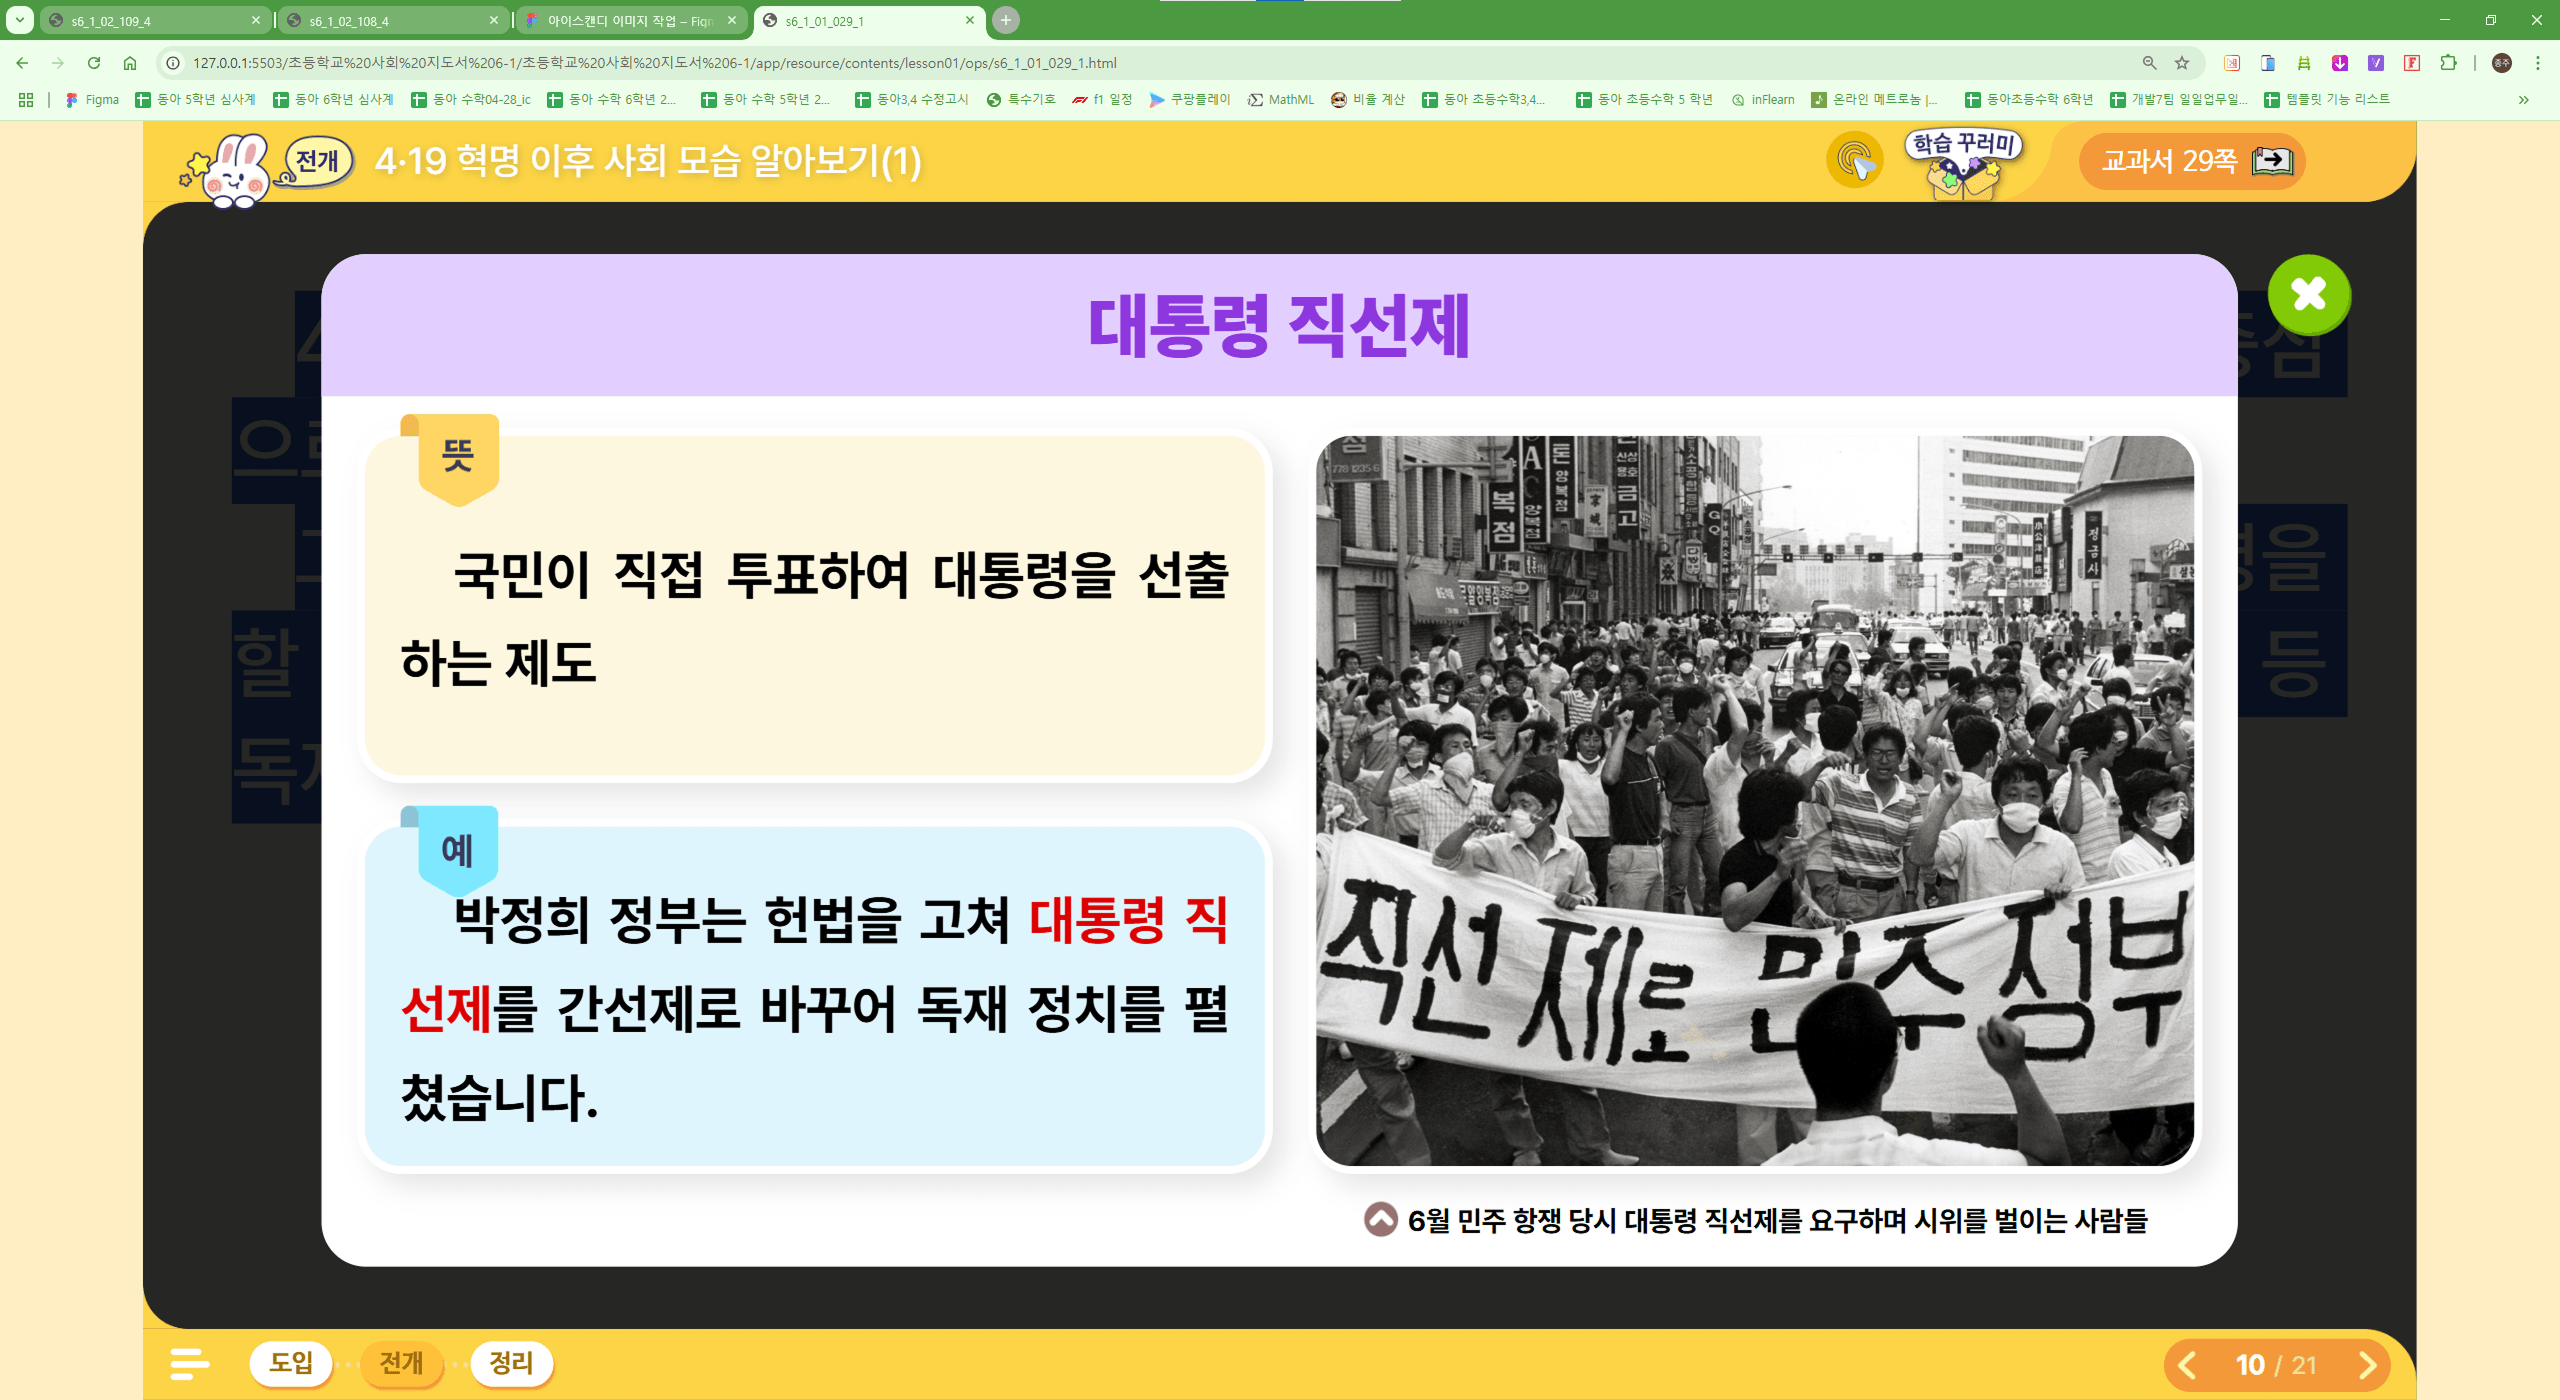 s6_1_02_109_4
s6_1_02_108_4
아이스캔디 이미지 작업 – Fign
s6_1_01_029_1
127.0.0.1:5503/초등학교%20사회%20지도서%206-1/초등학교%20사회%20지도서%206-1/app/resource/contents/lesson01/ops/s6_1_01_029_1.html
Figma
동아 5학년 심사계
동아 6학년 심사계
동아 수학04-28_ic
동아 수학 6학년 2...
동아 수학 5학년 2...
동아3,4 수정고시
특수기호
f1 일정
쿠팡플레이
MathML
비율 계산
동아 초등수학3,4...
동아 초등수학 5 학년
inFlearn
온라인 메트로놈 |...
동아초등수학 6학년
개발7팀 일일업무일...
템플릿 기능 리스트
전개
4·19 혁명 이후 사회 모습 알아보기(1)
학습 꾸러미
교과서 29쪽
대통령 직선제
뜻
국민이 직접 투표하여 대통령을 선출
하는 제도
예
박정희 정부는 헌법을 고쳐 대통령 직
선제를 간선제로 바꾸어 독재 정치를 펼
쳤습니다.
직선제로 민주정부
6월 민주 항쟁 당시 대통령 직선제를 요구하며 시위를 벌이는 사람들
할
등
도입
전개
정리
10 / 21